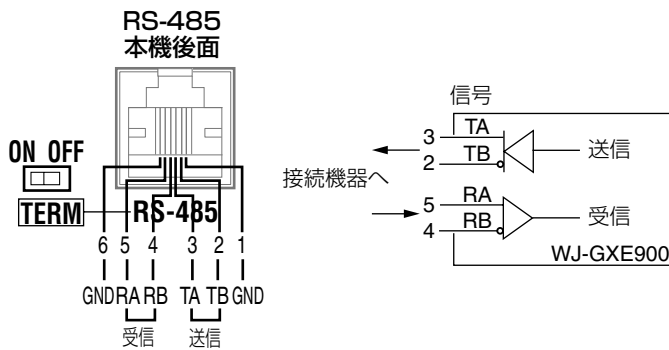 RS-485
本機後面
ON OFF
TERM
RS-485
6 5 4 3 2 1
GND RA RB TA TB GND
受信 送信
信号
3 TA
2 TB
送信
接続機器へ
5 RA
4 RB
受信
WJ-GXE900